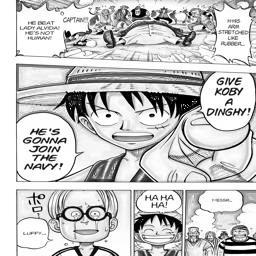 H-HIS
ARM
STRETCHED
LIKE
RUBBER...
CAPTAIN!!
HE BEAT
LADY ALVIDA!
HE'S NOT
HUMAN!
GIVE
KOBY
A
DINGHY!
HE'S
GONNA
JOIN
THE
NAVY!
HA HA
HA!
LUFFY...